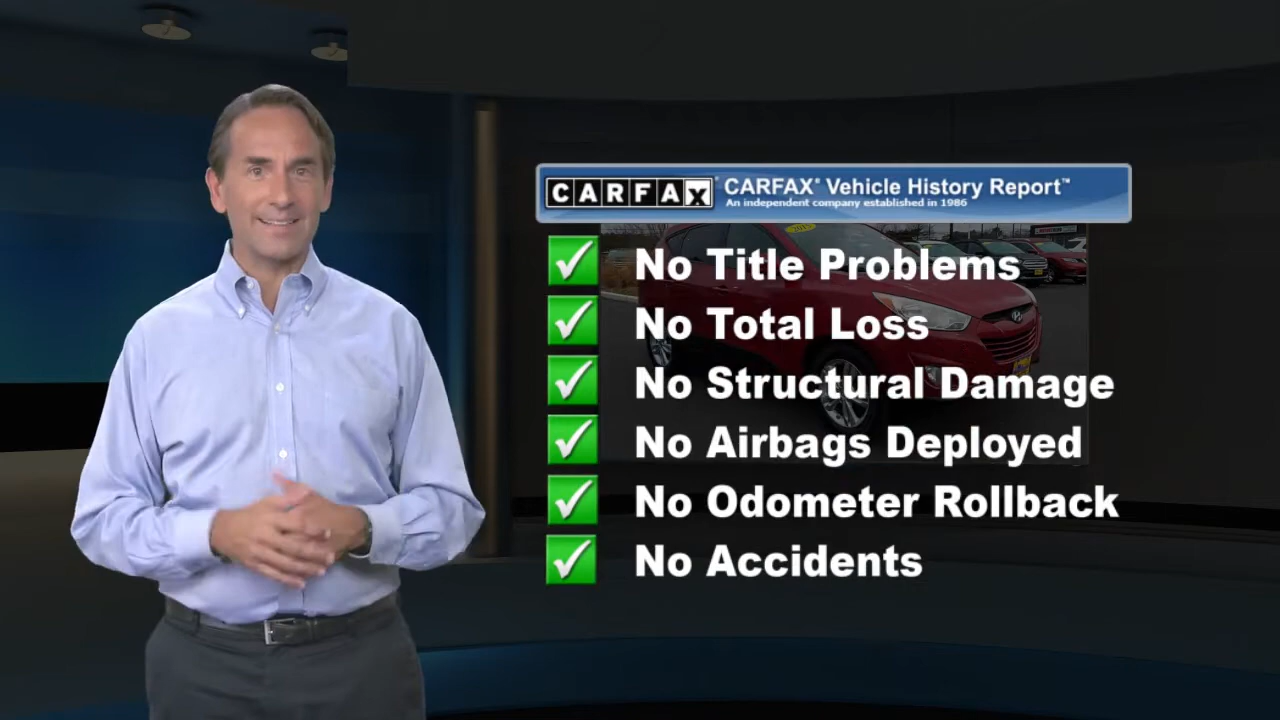 CARFAX CARFAX® Vehicle History Report™
An independent company established in 1986
No Title Problems
No Total Loss
No Structural Damage
No Airbags Deployed
No Odometer Rollback
No Accidents